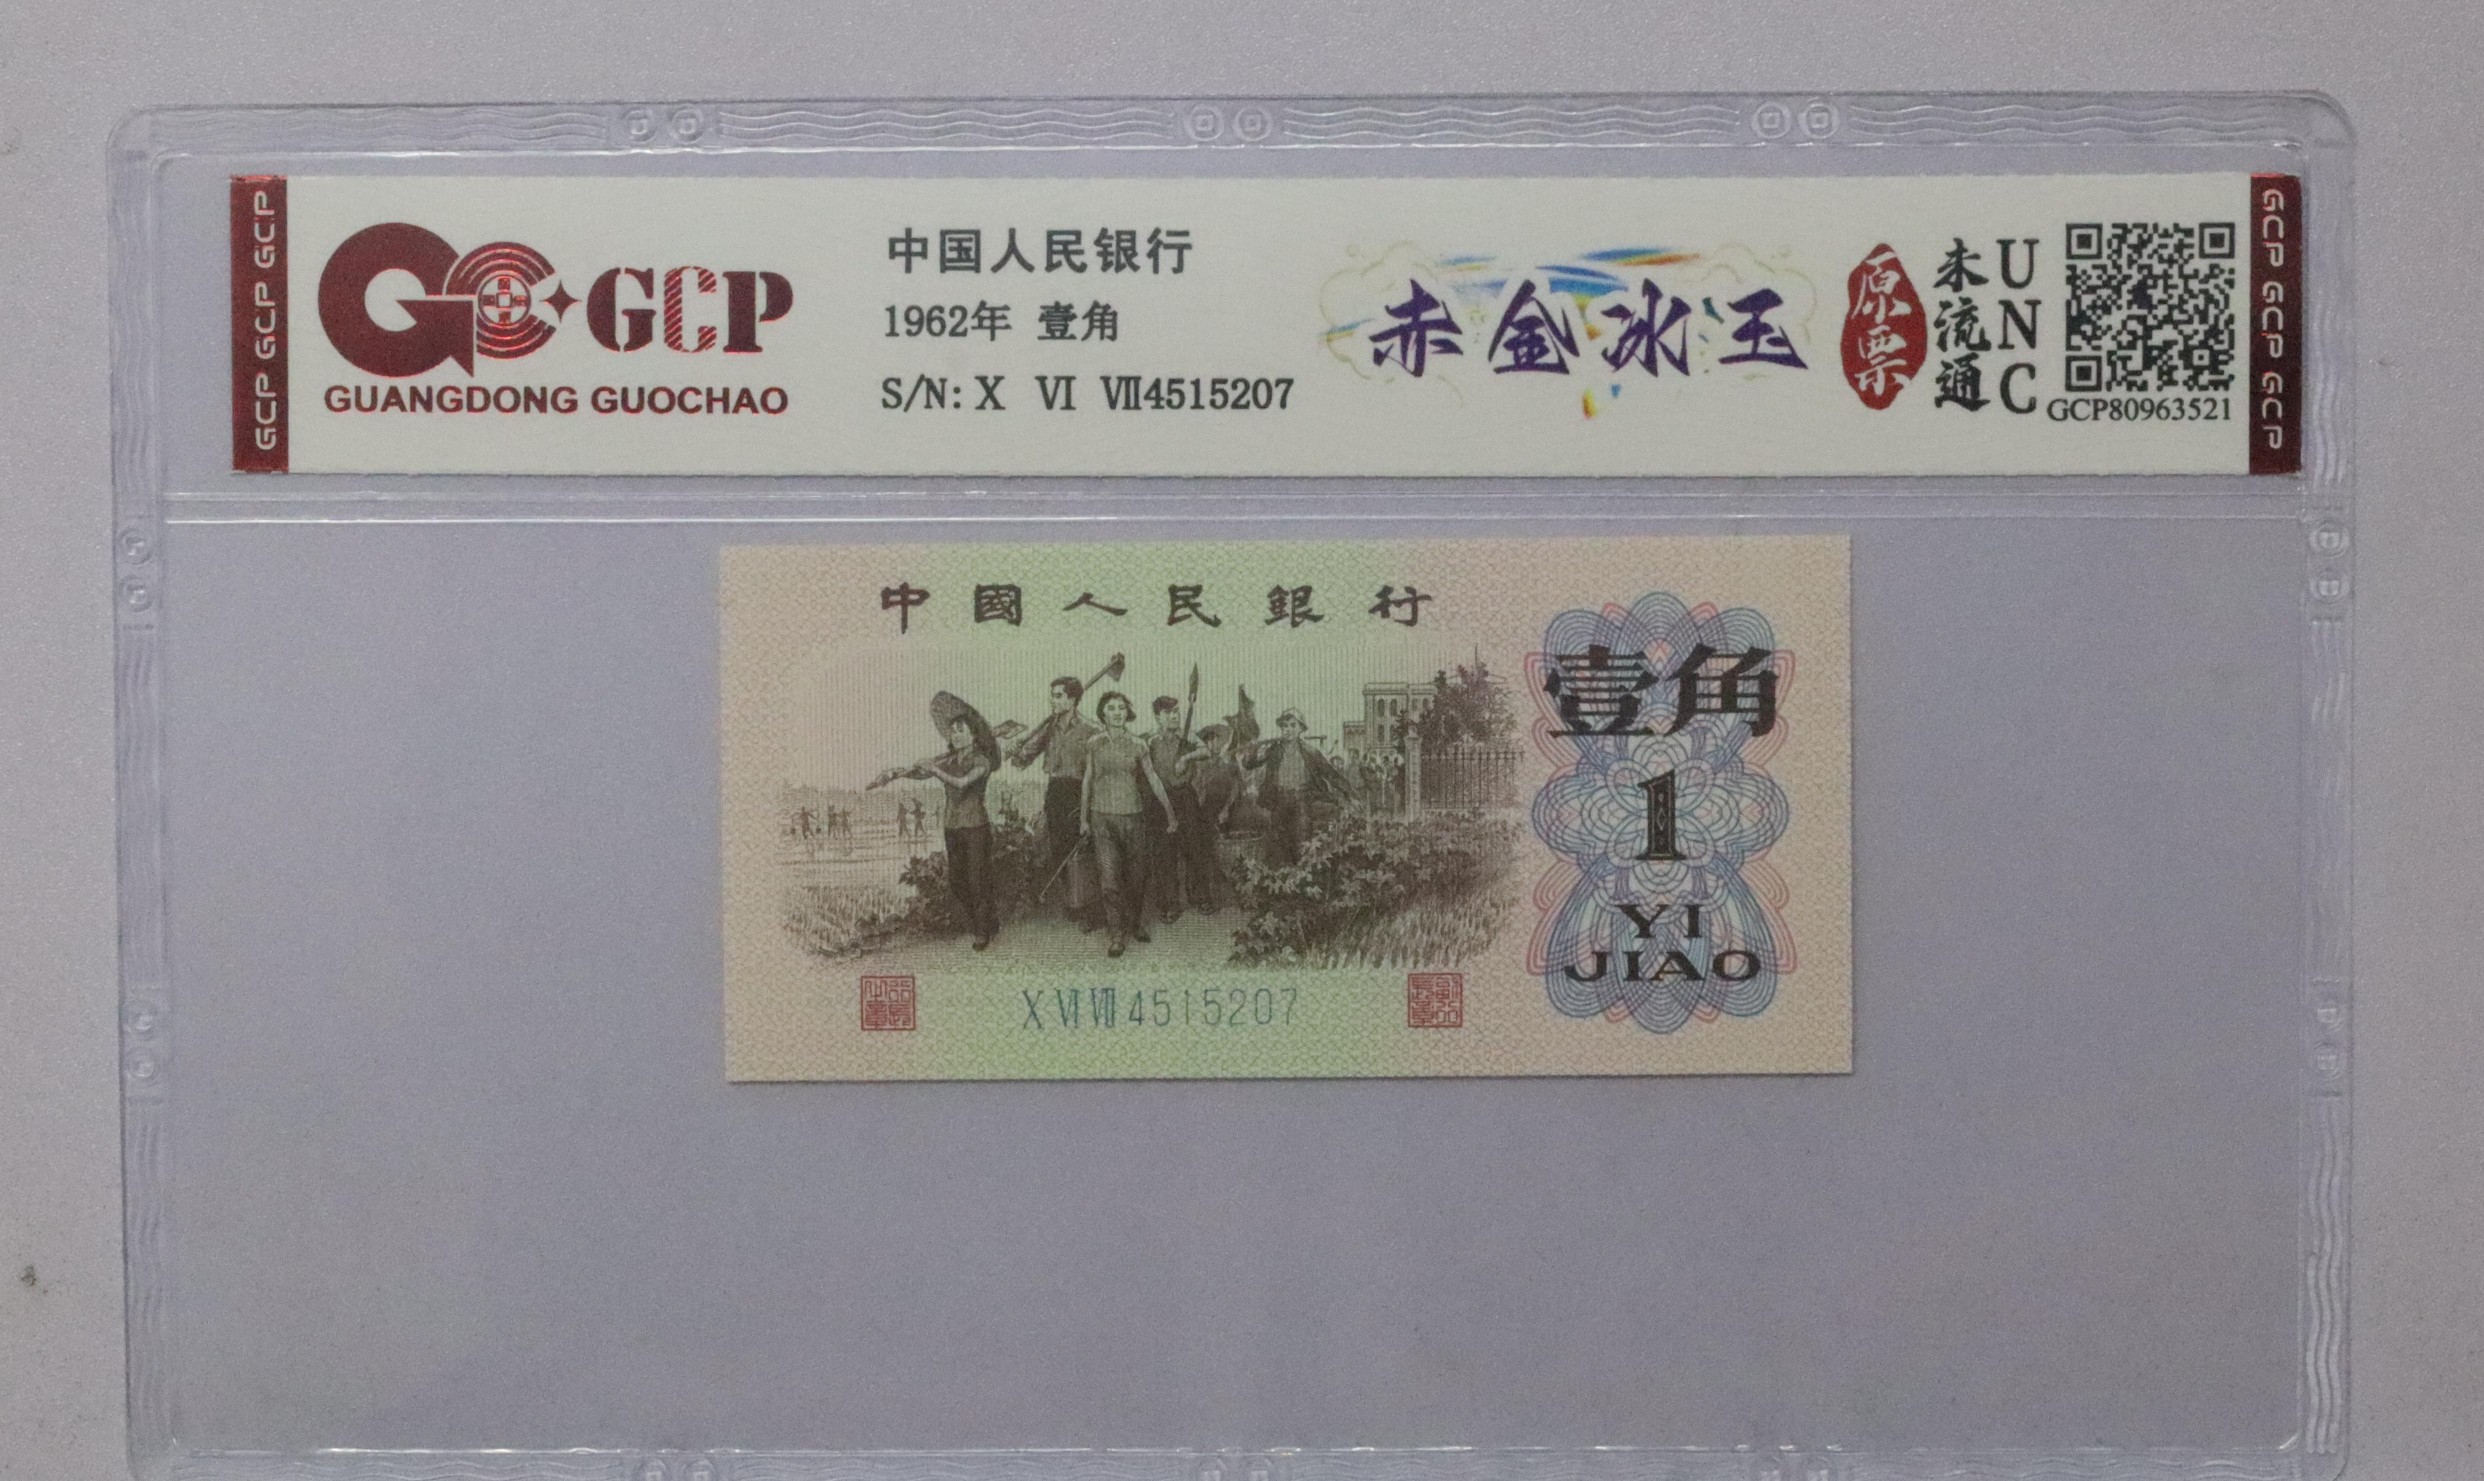 GCP GCP GCP
GCP
GUANGDONG GUOCHAO
中国人民银行
1962年 壹角
S/N: X Ⅵ Ⅶ4515207
赤金冰玉
原票
未流通
UNC
GCP80963521
GCP GCP GCP
中國人民銀行
壹角
1
YI
JIAO
X Ⅵ Ⅶ 4515207